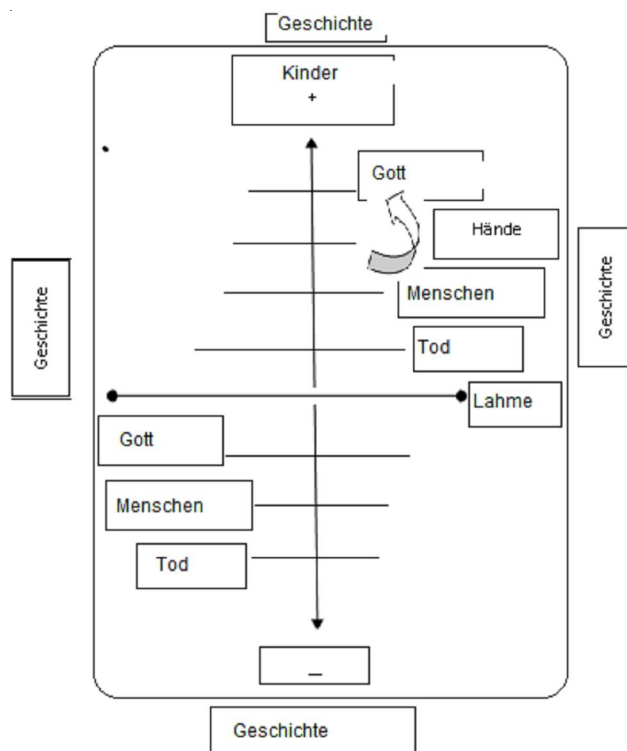 Geschichte
Kinder
+
Gott
Hände
Geschichte
Geschichte
Menschen
Tod
Lahme
Gott
Menschen
Tod
_
Geschichte